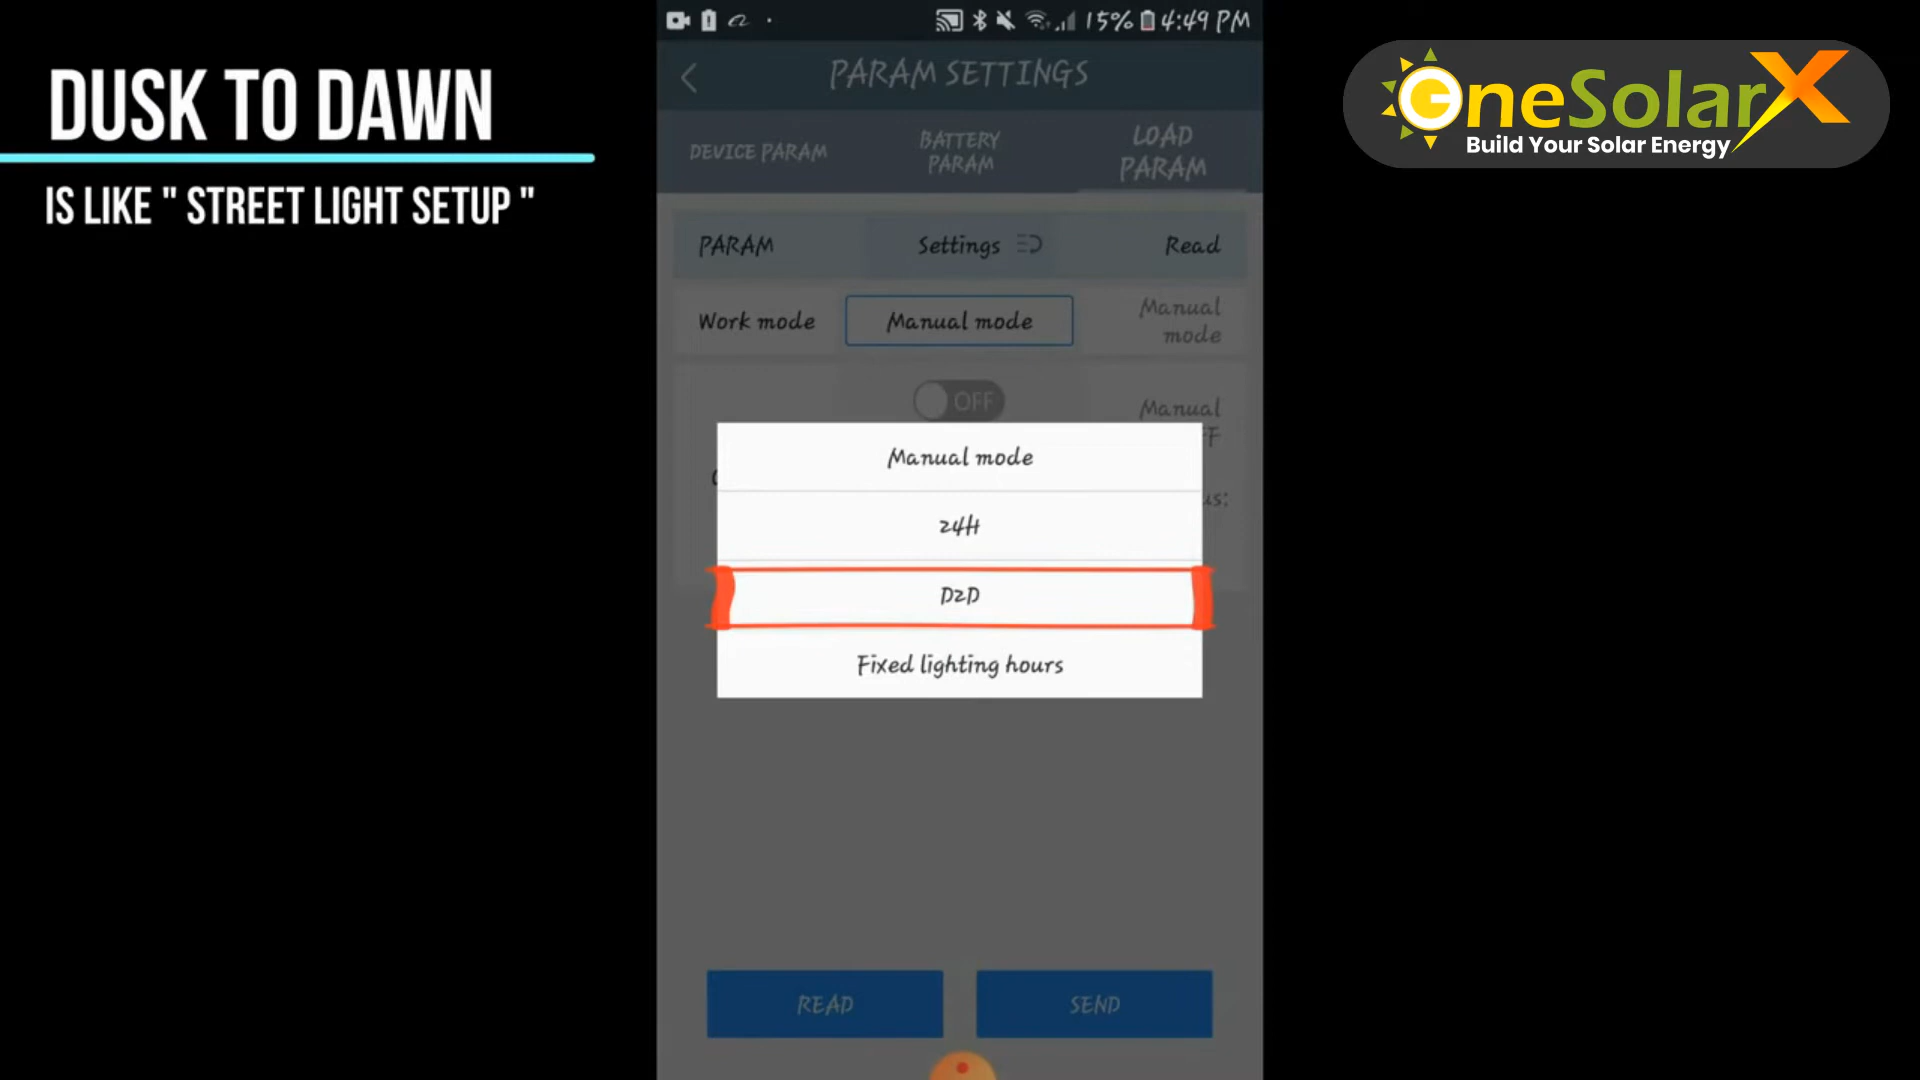 DUSK TO DAWN
IS LIKE " STREET LIGHT SETUP "
15% 4:49 PM
PARAM SETTINGS
DEVICE PARAM
BATTERY
PARAM
LOAD
PARAM
PARAM Settings Read
Work mode Manual mode Manual
mode
OFF Manual
us:
Manual mode
24H
D2D
Fixed lighting hours
READ SEND
OneSolarX
Build Your Solar Energy